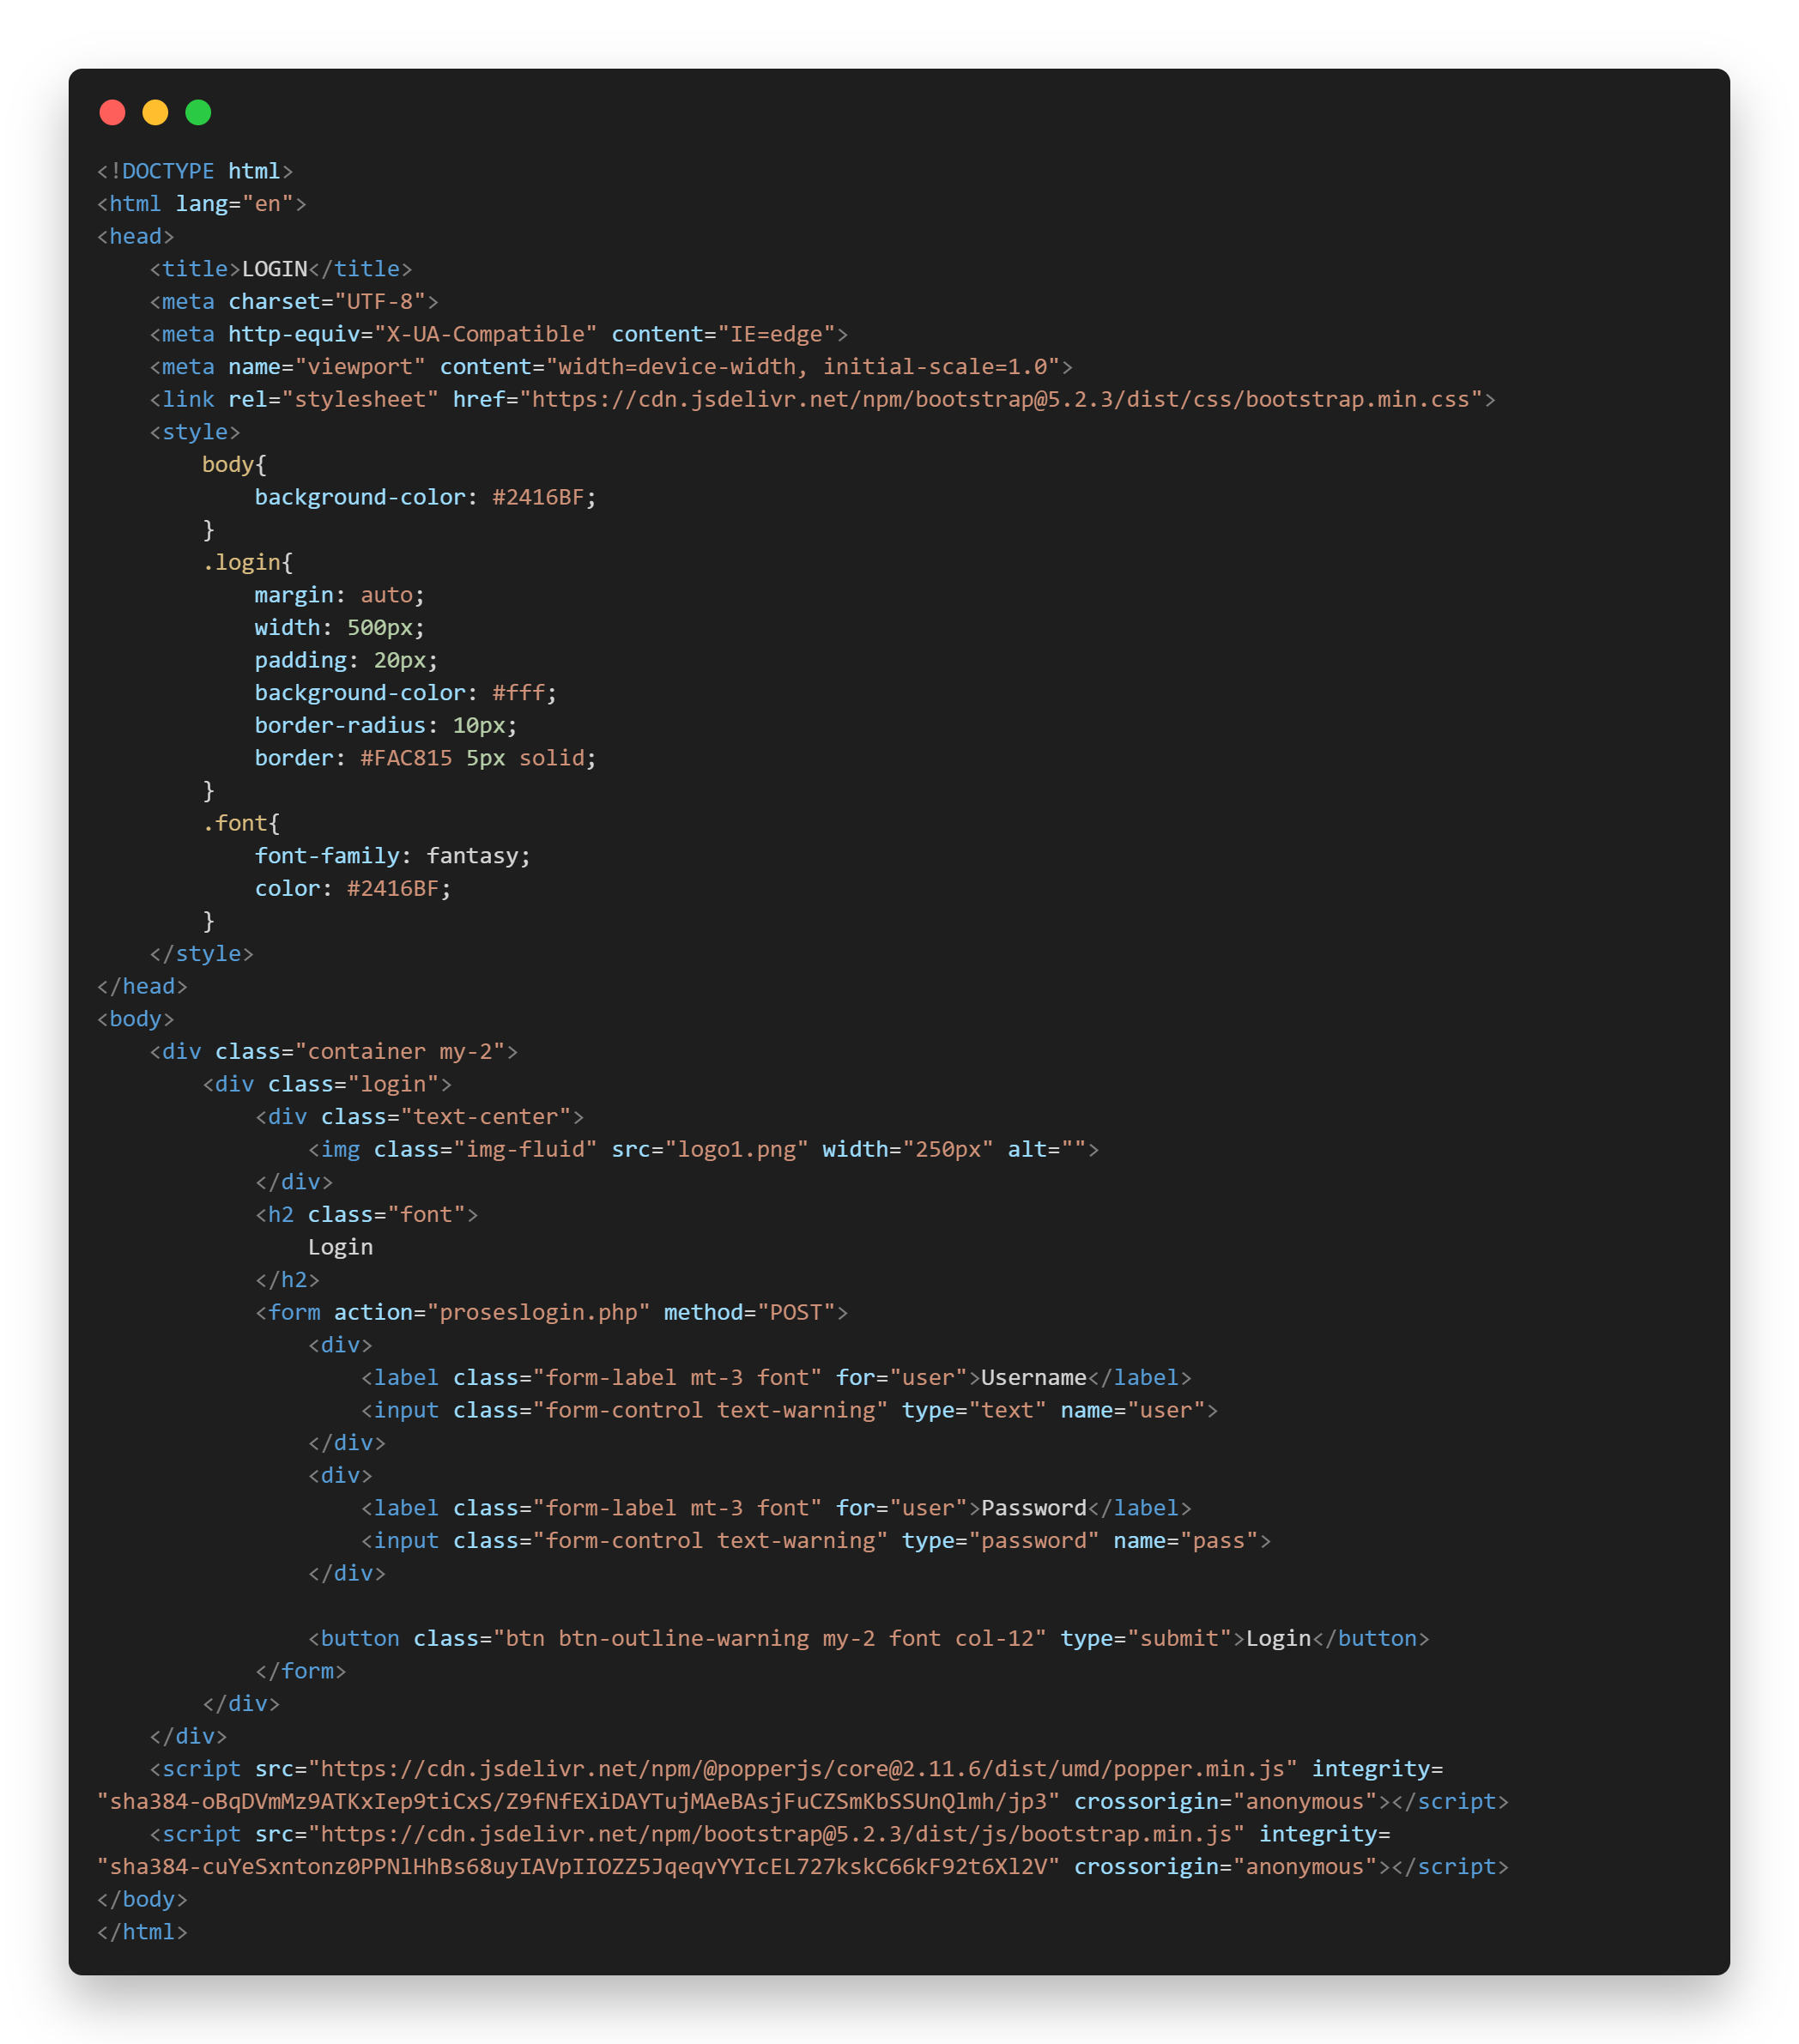 <!DOCTYPE html>
<html lang="en">
<head>
    <title>LOGIN</title>
    <meta charset="UTF-8">
    <meta http-equiv="X-UA-Compatible" content="IE=edge">
    <meta name="viewport" content="width=device-width, initial-scale=1.0">
    <link rel="stylesheet" href="https://cdn.jsdelivr.net/npm/bootstrap@5.2.3/dist/css/bootstrap.min.css">
    <style>
        body{
            background-color: #2416BF;
        }
        .login{
            margin: auto;
            width: 500px;
            padding: 20px;
            background-color: #fff;
            border-radius: 10px;
            border: #FAC815 5px solid;
        }
        .font{
            font-family: fantasy;
            color: #2416BF;
        }
    </style>
</head>
<body>
    <div class="container my-2">
        <div class="login">
            <div class="text-center">
                <img class="img-fluid" src="logo1.png" width="250px" alt="">
            </div>
            <h2 class="font">
                Login
            </h2>
            <form action="proseslogin.php" method="POST">
                <div>
                    <label class="form-label mt-3 font" for="user">Username</label>
                    <input class="form-control text-warning" type="text" name="user">
                </div>
                <div>
                    <label class="form-label mt-3 font" for="user">Password</label>
                    <input class="form-control text-warning" type="password" name="pass">
                </div>

                <button class="btn btn-outline-warning my-2 font col-12" type="submit">Login</button>
            </form>
        </div>
    </div>
    <script src="https://cdn.jsdelivr.net/npm/@popperjs/core@2.11.6/dist/umd/popper.min.js" integrity=
"sha384-oBqDVmMz9ATKxIep9tiCxS/Z9fNfEXiDAYTujMAeBAsjFuCZSmKbSSUnQlmh/jp3" crossorigin="anonymous"></script>
    <script src="https://cdn.jsdelivr.net/npm/bootstrap@5.2.3/dist/js/bootstrap.min.js" integrity=
"sha384-cuYeSxntonz0PPNlHhBs68uyIAVpIIOZZ5JqeqvYYIcEL727kskC66kF92t6Xl2V" crossorigin="anonymous"></script>
</body>
</html>